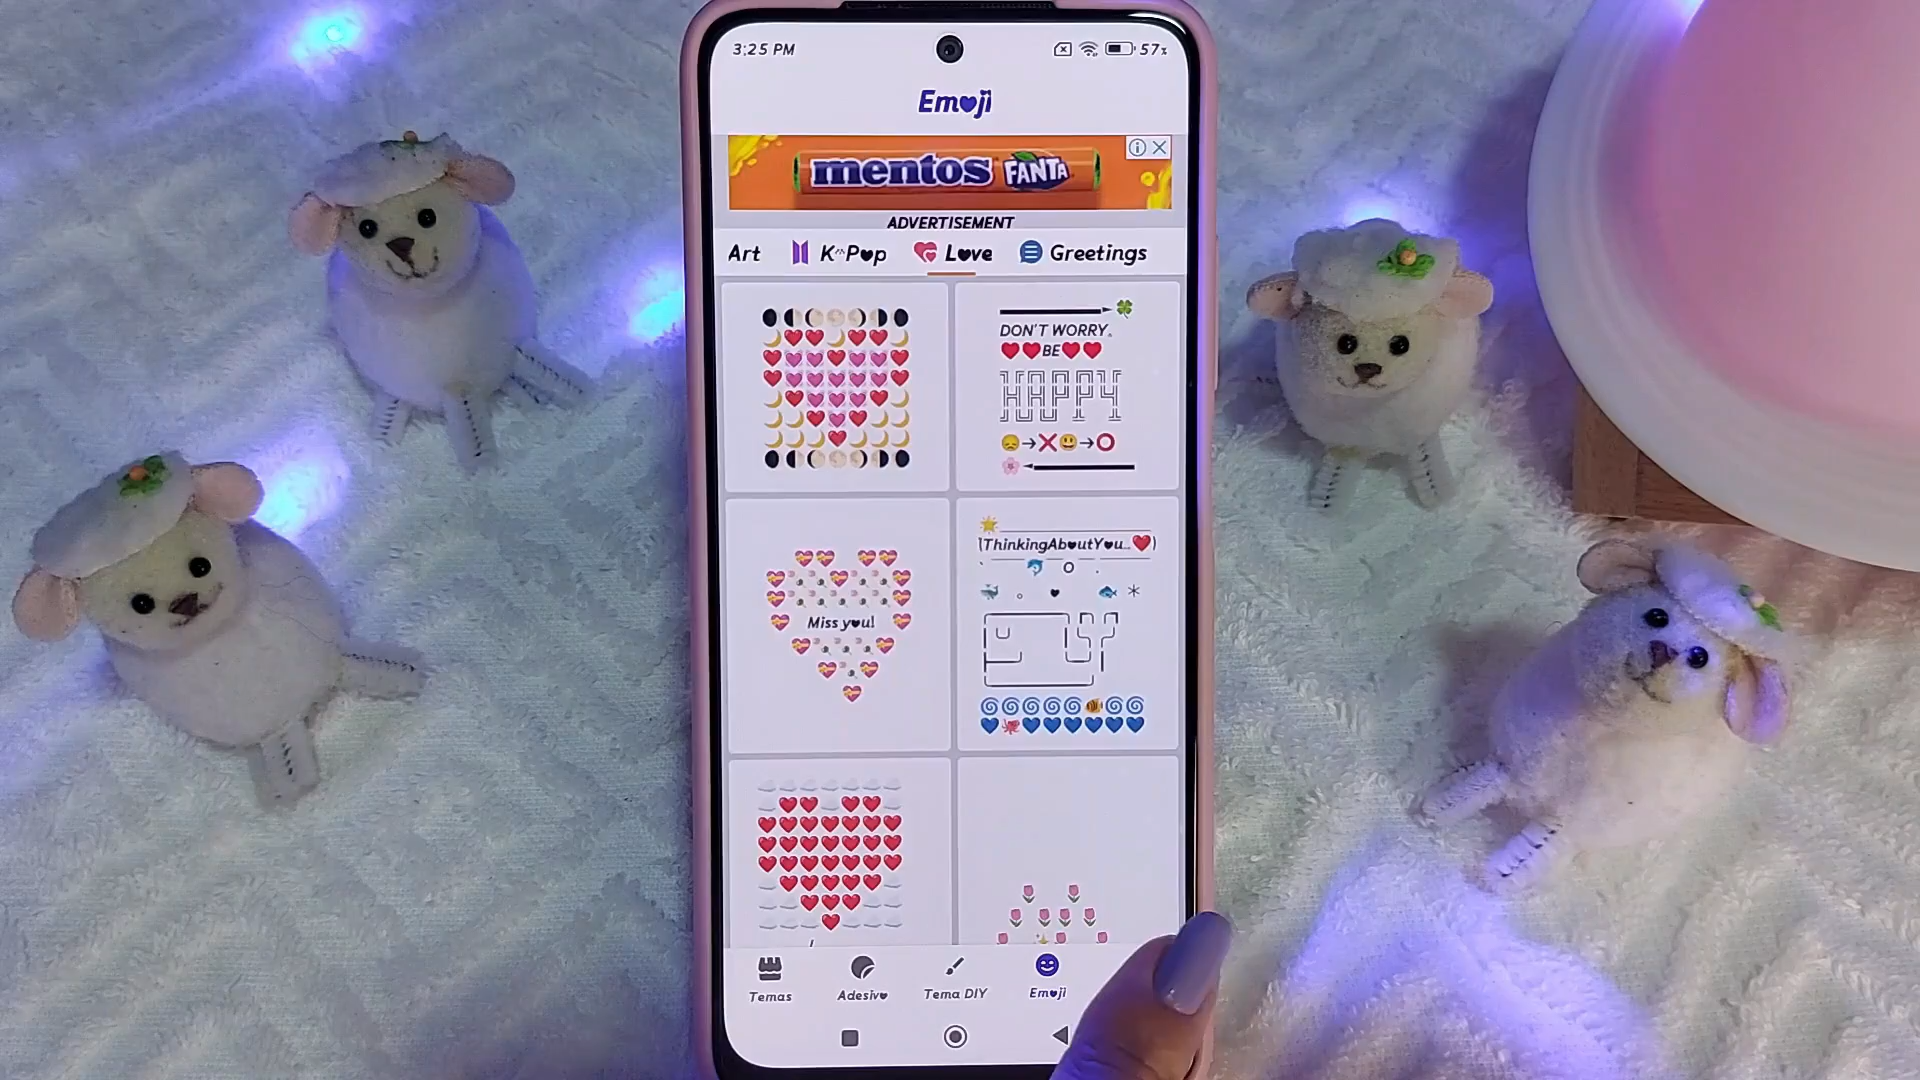 3:25 PM 57%
Emoji
mentos FANTA
ADVERTISEMENT
Art K^^Pop Love Greetings
DON'T WORRY.
BE
HAPPY
Miss you!
(ThinkingAboutYou...)
Temas Adesivo Tema DIY Emoji